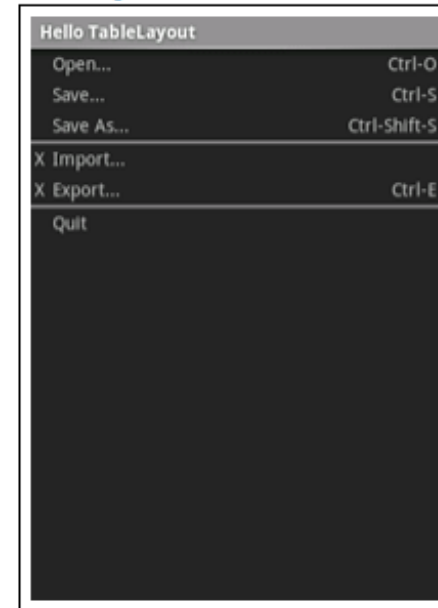 Hello TableLayout
Open... Ctrl-O
Save... Ctrl-S
Save As... Ctrl-Shift-S
X Import...
X Export... Ctrl-E
Quit